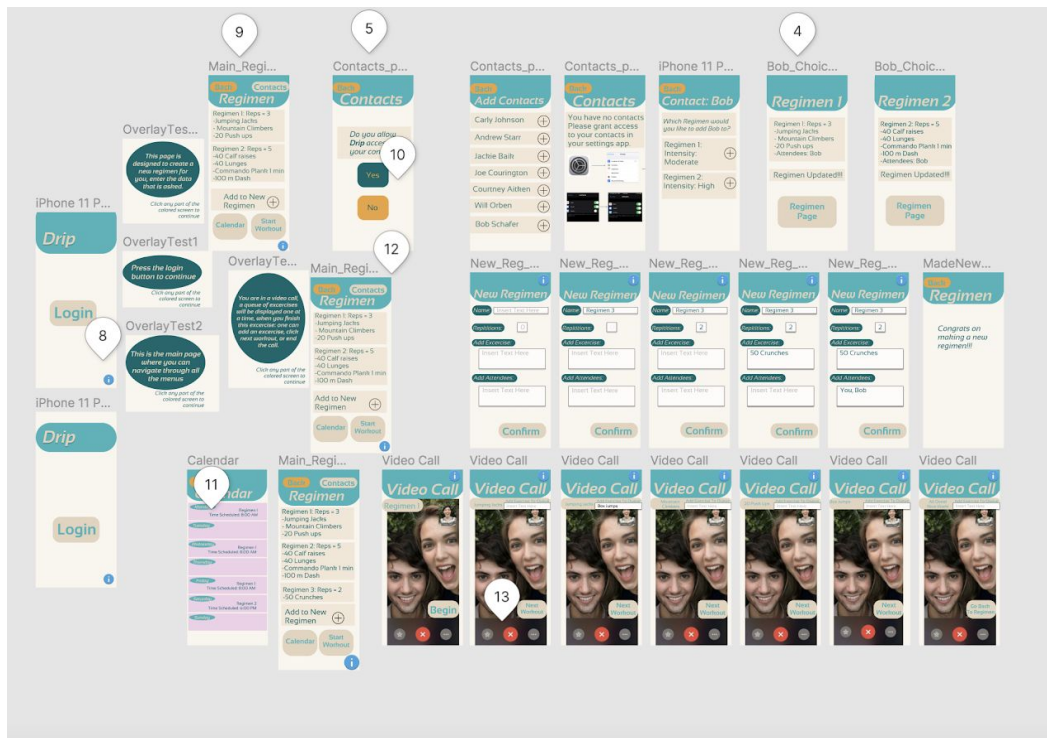 9
5
4
Main_Regi...
Contacts_p...
Contacts_p...
Contacts_p...
iPhone 11 P...
Bob_Choic...
Bob_Choic...
Back
Contacts
Regimen
Regimen 1: Reps = 3
-Jumping Jacks
- Mountain Climbers
-20 Push ups
Regimen 2: Reps = 5
-40 Calf raises
-40 Lunges
-Commando Plank 1 min
-100 m Dash
Add to New
Regimen
Calendar
Start
Workout
Back
Contacts
Do you allow
Drip acce
your con
10
Yes
No
Back
Add Contacts
Carly Johnson
Andrew Starr
Jackie Baih
Joe Courington
Courtney Aitken
Will Orben
Bob Schafer
Back
Contacts
You have no contacts
Please grant access
to your contacts in
your settings app.
Back
Contact: Bob
Which Regimen would
you like to add Bob to?
Regimen 1:
Intensity:
Moderate
Regimen 2:
Intensity: High
Regimen 1
Regimen 1: Reps = 3
-Jumping Jacks
- Mountain Climbers
-20 Push ups
-Attendees: Bob
Regimen Updated!!!
Regimen
Page
Regimen 2
Regimen 2: Reps = 5
-40 Calf raises
-40 Lunges
-Commando Plank 1 min
-100 m Dash
-Attendees: Bob
Regimen Updated!!!
Regimen
Page
OverlayTes...
This page is
designed to create a
new regimen for
you, enter the data
that is asked.
Click any part of the
colored screen to
continue
iPhone 11 P...
Drip
Login
8
OverlayTest1
Press the login
button to continue
Click any part of the
colored screen to
continue
OverlayTest2
This is the main page
where you can
navigate through all
the menus
Click any part of the
colored screen to
continue
OverlayTe...
You are in a video call,
a queue of excercises
will be displayed one at
a time, when you finish
this excercise: one can
add an excercise, click
next workout, or end
the call.
Click any part of the
colored screen to
continue
12
Main_Regi...
Back
Contacts
Regimen
Regimen 1: Reps = 3
-Jumping Jacks
- Mountain Climbers
-20 Push ups
Regimen 2: Reps = 5
-40 Calf raises
-40 Lunges
-Commando Plank 1 min
-100 m Dash
Add to New
Regimen
Calendar
Start
Workout
New_Reg_...
New Regimen
Name
Insert Text Here
Repititions:
0
Add Excercise:
Insert Text Here
Add Attendees:
Insert Text Here
Confirm
New_Reg_...
New Regimen
Name
Regimen 3
Repititions:
Add Excercise:
Insert Text Here
Add Attendees:
Insert Text Here
Confirm
New_Reg_...
New Regimen
Name
Regimen 3
Repititions:
2
Add Excercise:
Insert Text Here
Add Attendees:
Insert Text Here
Confirm
New_Reg_...
New Regimen
Name
Regimen 3
Repititions:
2
Add Excercise:
50 Crunches
Add Attendees:
Insert Text Here
Confirm
New_Reg_...
New Regimen
Name
Regimen 3
Repititions:
2
Add Excercise:
50 Crunches
Add Attendees:
You, Bob
Confirm
MadeNew...
Back
Regimen
Congrats on
making a new
regimen!!!
iPhone 11 P...
Drip
Login
Calendar
11
Regimen 1
Time Scheduled: 8:00 AM
Regimen 1
Time Scheduled: 8:00 AM
Friday
Regimen 1
Time Scheduled: 8:00 AM
Regimen 2
Main_Regi...
Back
Contacts
Regimen
Regimen 1: Reps = 3
-Jumping Jacks
- Mountain Climbers
-20 Push ups
Regimen 2: Reps = 5
-40 Calf raises
-40 Lunges
-Commando Plank 1 min
-100 m Dash
Regimen 3: Reps = 2
-50 Crunches
Add to New
Regimen
Calendar
Start
Workout
Video Call
Video Call
Regimen 1
Begin
Video Call
Video Call
13
Next
Workout
Video Call
Video Call
Box Jumps
Next
Workout
Video Call
Video Call
Next
Workout
Video Call
Video Call
Next
Workout
Video Call
Video Call
Next
Workout
Video Call
Video Call
Go Back
To Regimen